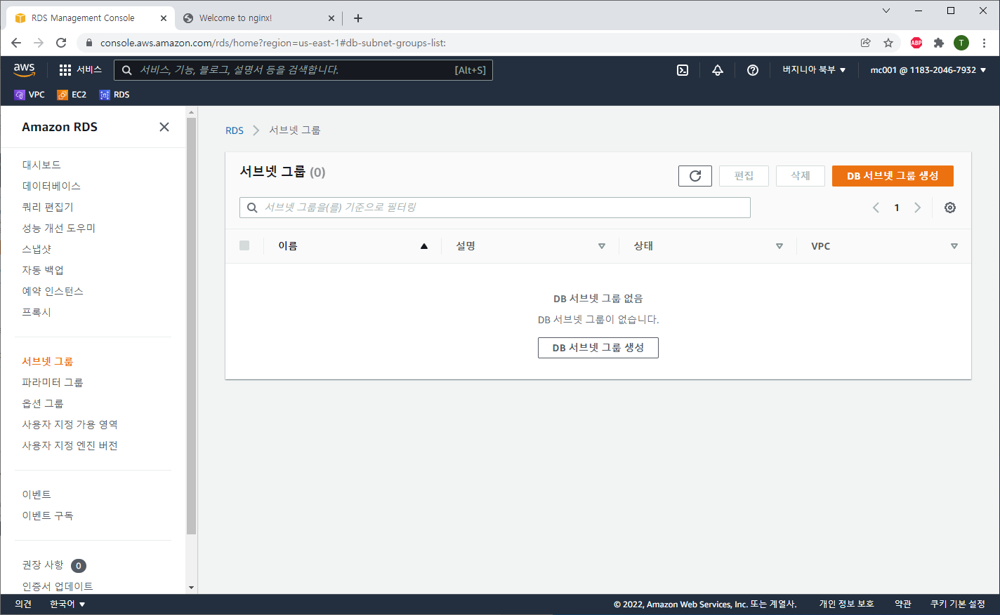 RDS Management Console
Welcome to nginx!
console.aws.amazon.com/rds/home?region=us-east-1#db-subnet-groups-list:
ABP
T
aws
서비스
서비스, 기능, 블로그, 설명서 등을 검색합니다.
[Alt+S]
버지니아 북부
mc001 @ 1183-2046-7932
VPC
EC2
RDS
Amazon RDS
대시보드
데이터베이스
쿼리 편집기
성능 개선 도우미
스냅샷
자동 백업
예약 인스턴스
프록시
서브넷 그룹
파라미터 그룹
옵션 그룹
사용자 지정 가용 영역
사용자 지정 엔진 버전
이벤트
이벤트 구독
권장 사항 0
인증서 업데이트
RDS
서브넷 그룹
서브넷 그룹 (0)
편집
삭제
DB 서브넷 그룹 생성
서브넷 그룹을(를) 기준으로 필터링
1
이름
설명
상태
VPC
DB 서브넷 그룹 없음
DB 서브넷 그룹이 없습니다.
DB 서브넷 그룹 생성
의견
한국어
© 2022, Amazon Web Services, Inc. 또는 계열사.
개인 정보 보호
약관
쿠키 기본 설정